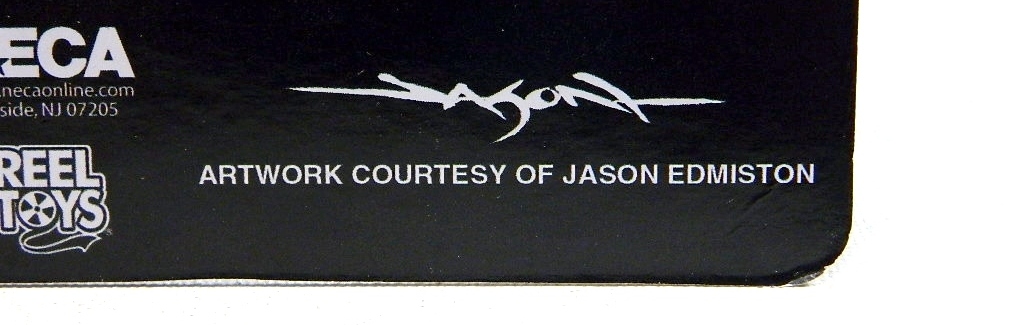 ECA
necaonline.com
side, NJ 07205
JASON
REEL
TOYS
ARTWORK COURTESY OF JASON EDMISTON